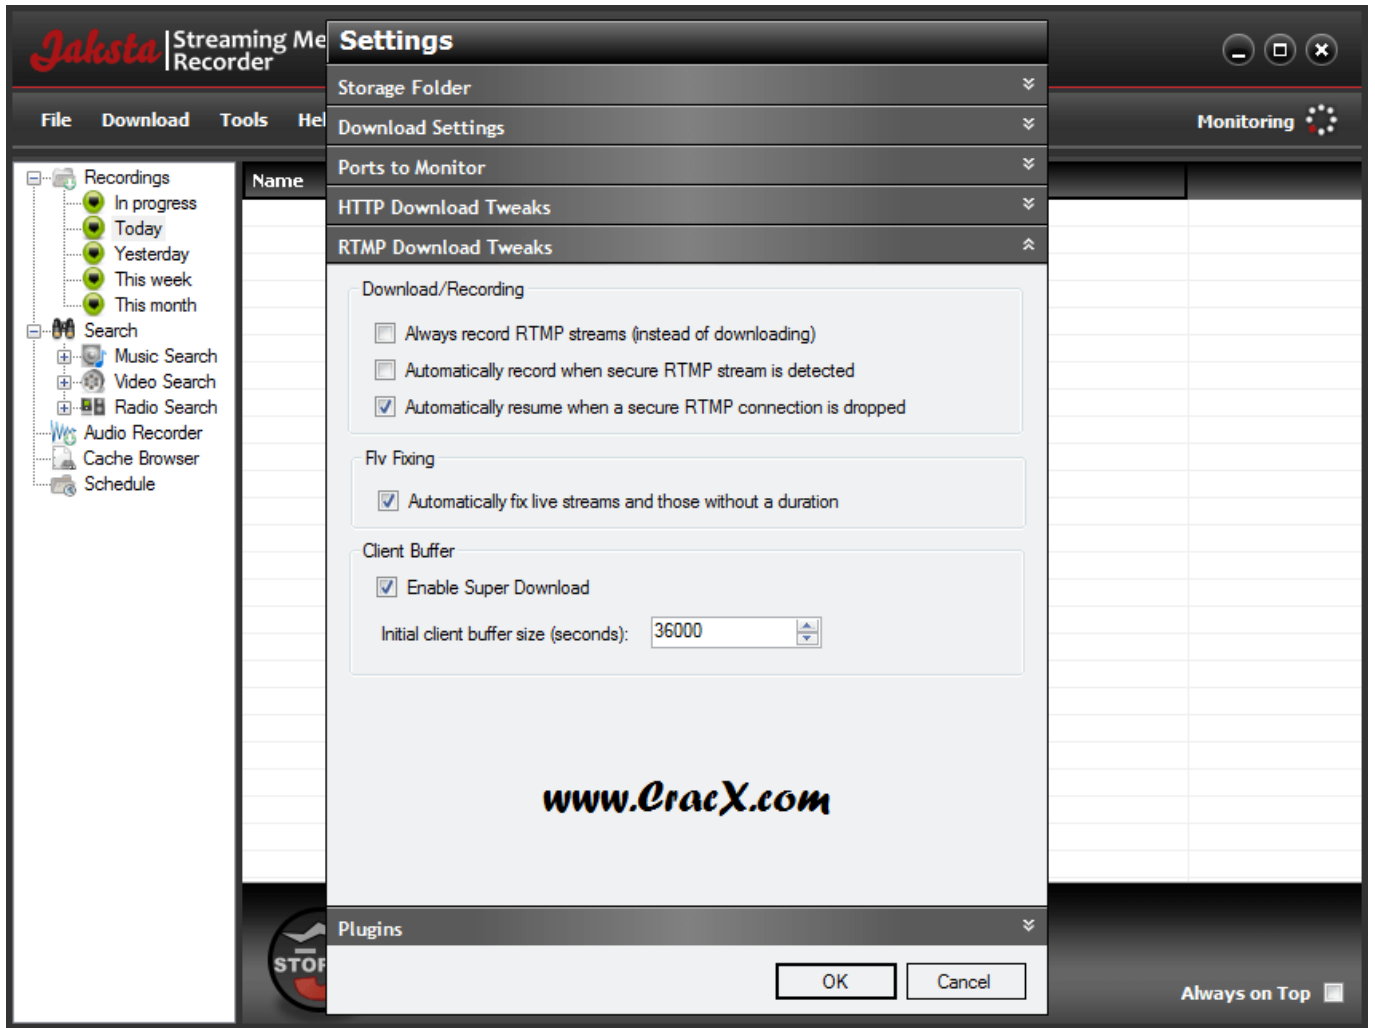 Jaksta
Streaming Me
Recorder
File Download Tools Hel
Monitoring
Recordings
In progress
Today
Yesterday
This week
This month
Search
Music Search
Video Search
Radio Search
Audio Recorder
Cache Browser
Schedule
Name
Settings
Storage Folder
Download Settings
Ports to Monitor
HTTP Download Tweaks
RTMP Download Tweaks
Download/Recording
Always record RTMP streams (instead of downloading)
Automatically record when secure RTMP stream is detected
Automatically resume when a secure RTMP connection is dropped
Flv Fixing
Automatically fix live streams and those without a duration
Client Buffer
Enable Super Download
Initial client buffer size (seconds): 36000
www.CracX.com
Plugins
OK Cancel
STOP
Always on Top